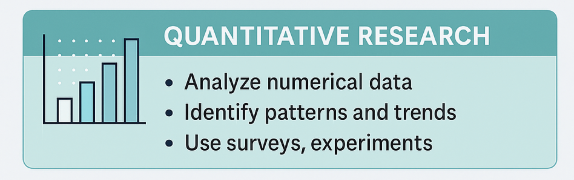 QUANTITATIVE RESEARCH
• Analyze numerical data
• Identify patterns and trends
• Use surveys, experiments